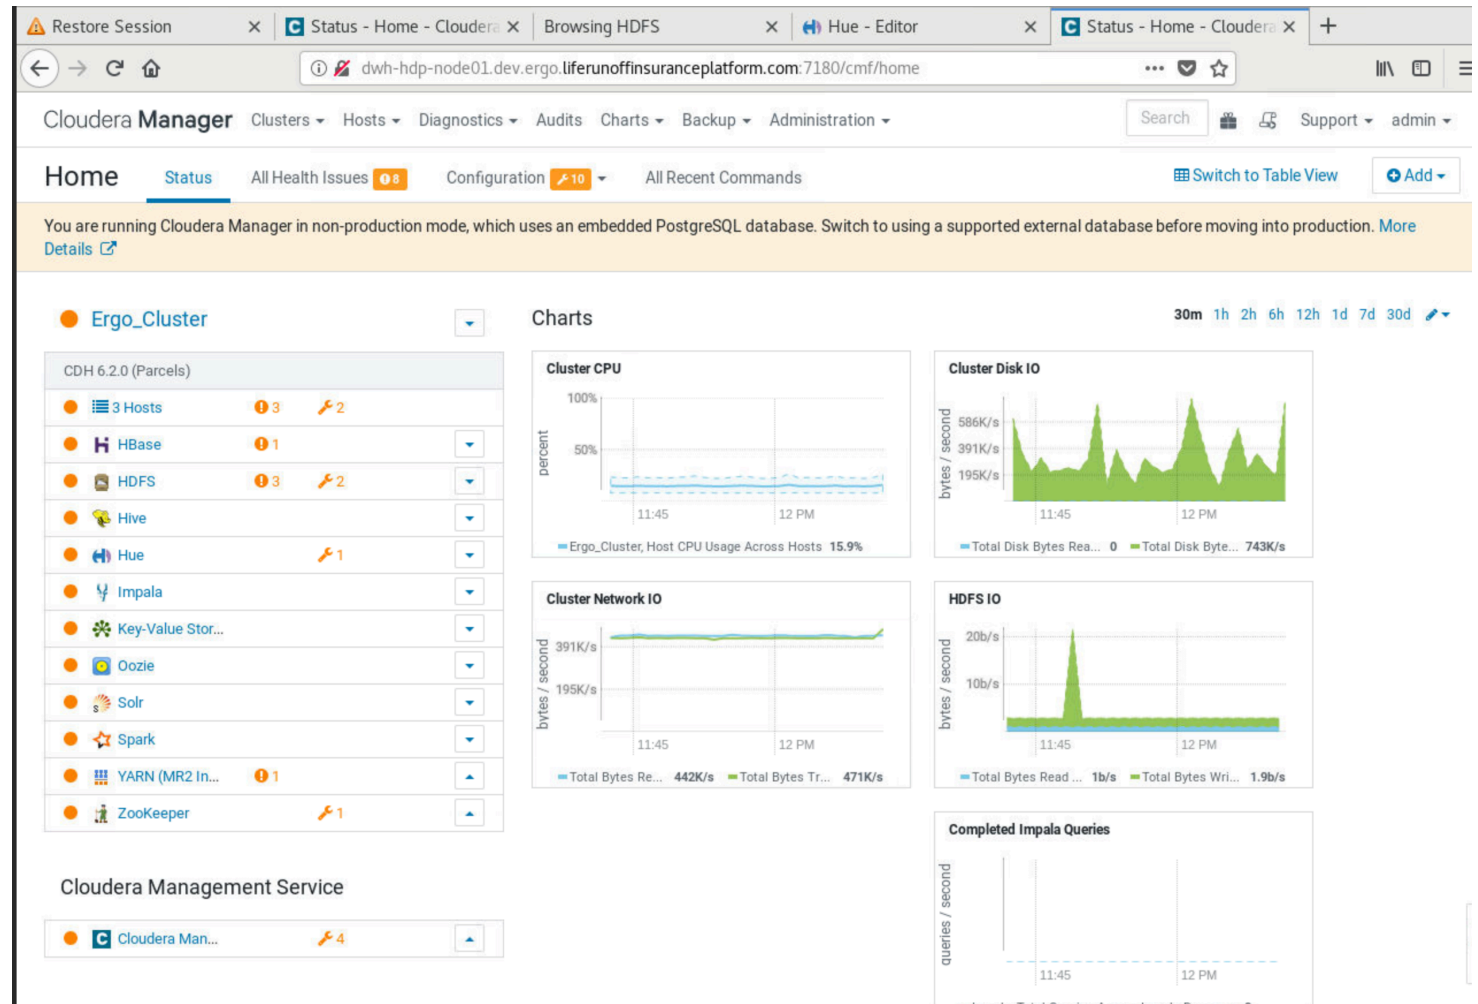 Restore Session
Status - Home - Cloudera
Browsing HDFS
Hue - Editor
Status - Home - Cloudera
dwh-hdp-node01.dev.ergo.liferunoffinsuranceplatform.com:7180/cmf/home
Cloudera Manager Clusters Hosts Diagnostics Audits Charts Backup Administration Search Support admin
Home Status All Health Issues 8 Configuration 10 All Recent Commands Switch to Table View Add
You are running Cloudera Manager in non-production mode, which uses an embedded PostgreSQL database. Switch to using a supported external database before moving into production. More
Details
Ergo_Cluster
CDH 6.2.0 (Parcels)
3 Hosts 3 2
HBase 1
HDFS 3 2
Hive
Hue 1
Impala
Key-Value Stor...
Oozie
Solr
Spark
YARN (MR2 In... 1
ZooKeeper 1
Cloudera Management Service
Cloudera Man... 4
Charts
30m 1h 2h 6h 12h 1d 7d 30d
Cluster CPU
percent
100%
50%
11:45 12 PM
Ergo_Cluster, Host CPU Usage Across Hosts 15.9%
Cluster Disk IO
bytes / second
586K/s
391K/s
195K/s
11:45 12 PM
Total Disk Bytes Rea... 0 Total Disk Byte... 743K/s
Cluster Network IO
bytes / second
391K/s
195K/s
11:45 12 PM
Total Bytes Re... 442K/s Total Bytes Tr... 471K/s
HDFS IO
bytes / second
20b/s
10b/s
11:45 12 PM
Total Bytes Read ... 1b/s Total Bytes Wri... 1.9b/s
Completed Impala Queries
queries / second
11:45 12 PM